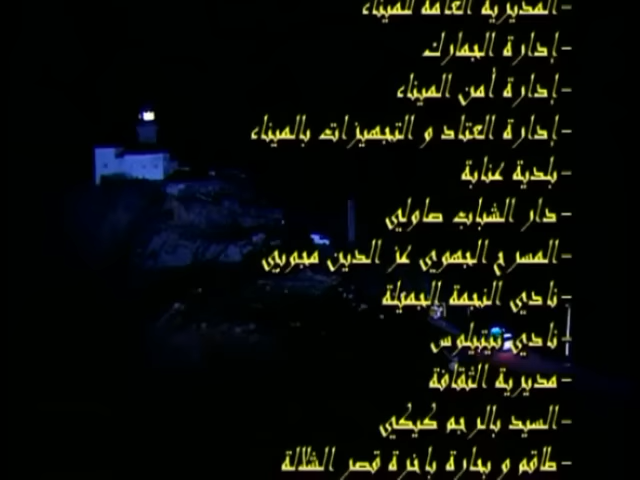 -المديرية العامة للميناء
-إدارة الجمارك
-إدارة أمن الميناء
-إدارة العتاد و التجهيزات بالميناء
-بلدية عنابة
-دار الشباب صاولي
-المسرح الجهوي عز الدين مجوبي
-نادي النجمة الجميلة
-نادي نيتيلوس
-مديرية الثقافة
-السيد بالرجم كيكي
-طاقم و بحارة باخرة قصر الشلالة